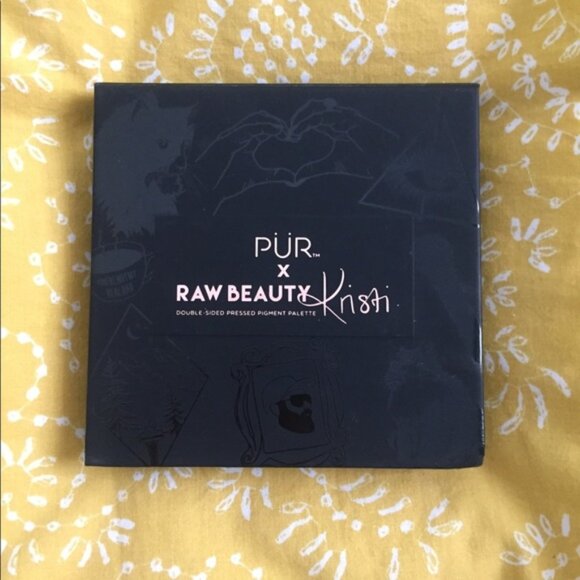 PÜR™
X
RAW BEAUTY Kristi
DOUBLE-SIDED PRESSED PIGMENT PALETTE